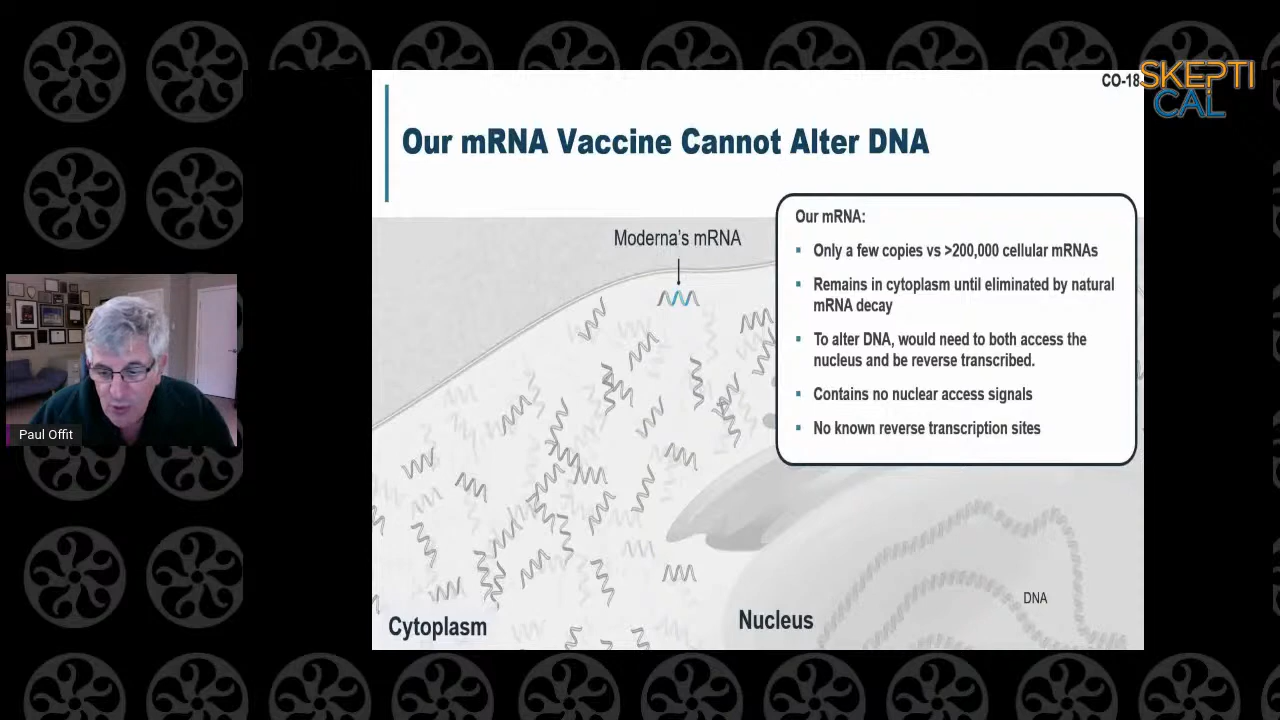 CO-18
SKEPTI
CAL
Our mRNA Vaccine Cannot Alter DNA
Moderna's mRNA
Our mRNA:
▪ Only a few copies vs >200,000 cellular mRNAs
▪ Remains in cytoplasm until eliminated by natural
mRNA decay
▪ To alter DNA, would need to both access the
nucleus and be reverse transcribed.
▪ Contains no nuclear access signals
▪ No known reverse transcription sites
Paul Offit
DNA
Cytoplasm
Nucleus